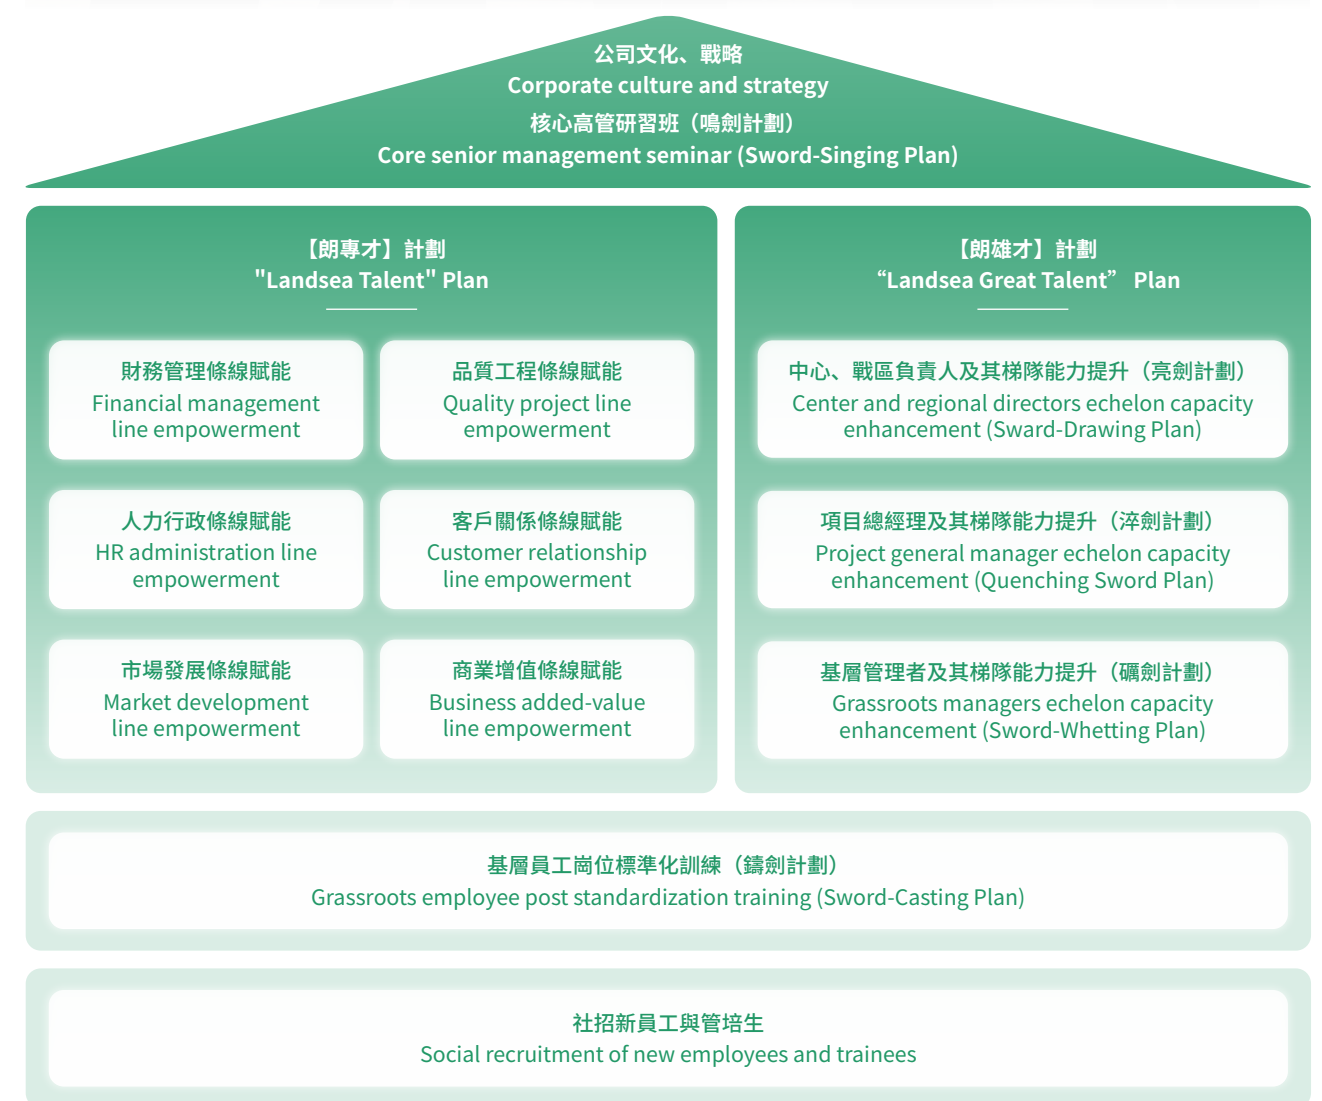 公司文化、戰略
Corporate culture and strategy
核心高管研習班（鳴劍計劃）
Core senior management seminar (Sword-Singing Plan)
【朗專才】計劃
"Landsea Talent" Plan
財務管理條線賦能
Financial management
line empowerment
品質工程條線賦能
Quality project line
empowerment
人力行政條線賦能
HR administration line
empowerment
客戶關係條線賦能
Customer relationship
line empowerment
市場發展條線賦能
Market development
line empowerment
商業增值條線賦能
Business added-value
line empowerment
【朗雄才】計劃
“Landsea Great Talent” Plan
中心、戰區負責人及其梯隊能力提升（亮劍計劃）
Center and regional directors echelon capacity
enhancement (Sward-Drawing Plan)
項目總經理及其梯隊能力提升（淬劍計劃）
Project general manager echelon capacity
enhancement (Quenching Sword Plan)
基層管理者及其梯隊能力提升（礪劍計劃）
Grassroots managers echelon capacity
enhancement (Sword-Whetting Plan)
基層員工崗位標準化訓練（鑄劍計劃）
Grassroots employee post standardization training (Sword-Casting Plan)
社招新員工與管培生
Social recruitment of new employees and trainees